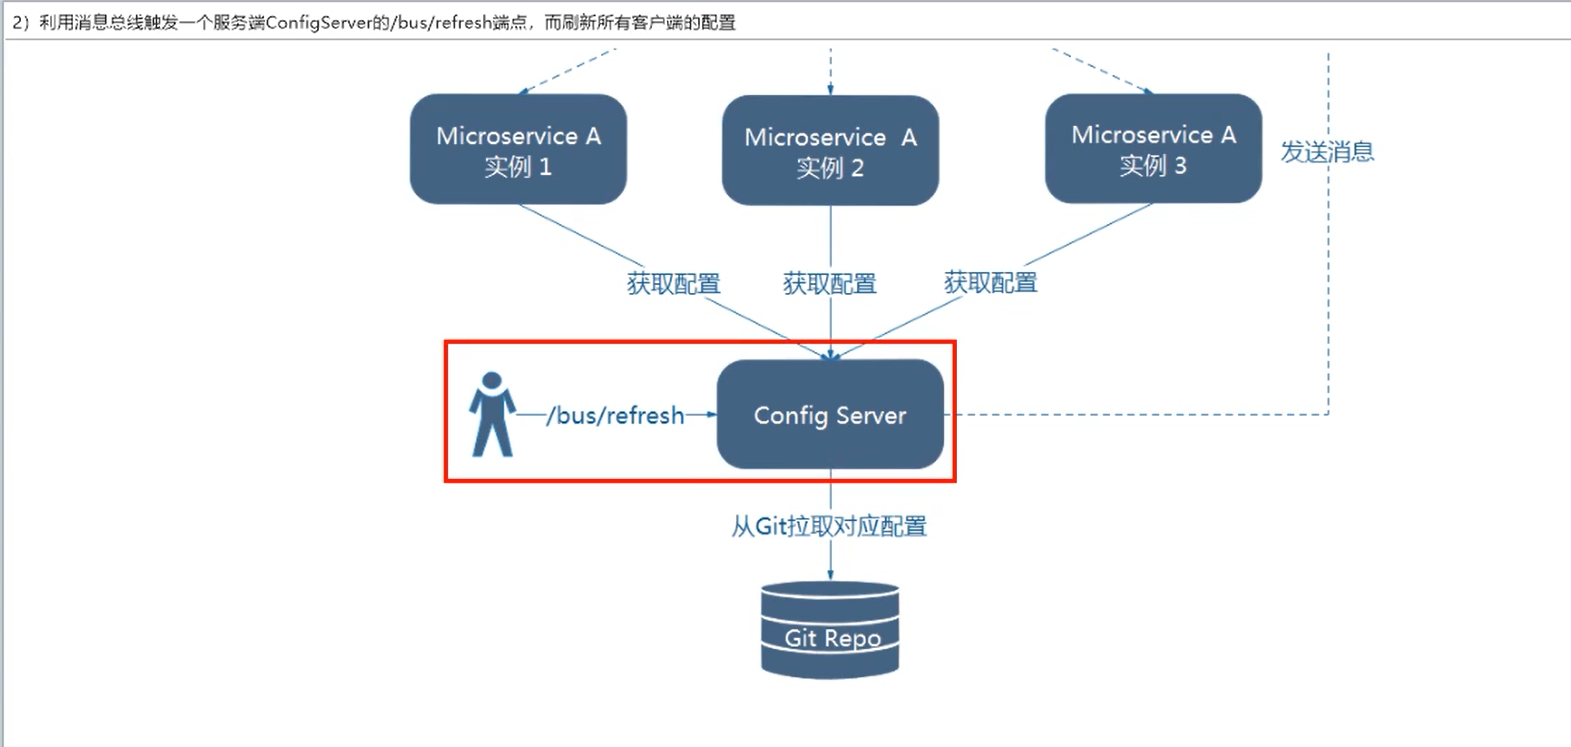 2）利用消息总线触发一个服务端ConfigServer的/bus/refresh端点，而刷新所有客户端的配置
Microservice A
实例 1
Microservice A
实例 2
Microservice A
实例 3
发送消息
获取配置
获取配置
获取配置
/bus/refresh
Config Server
从Git拉取对应配置
Git Repo